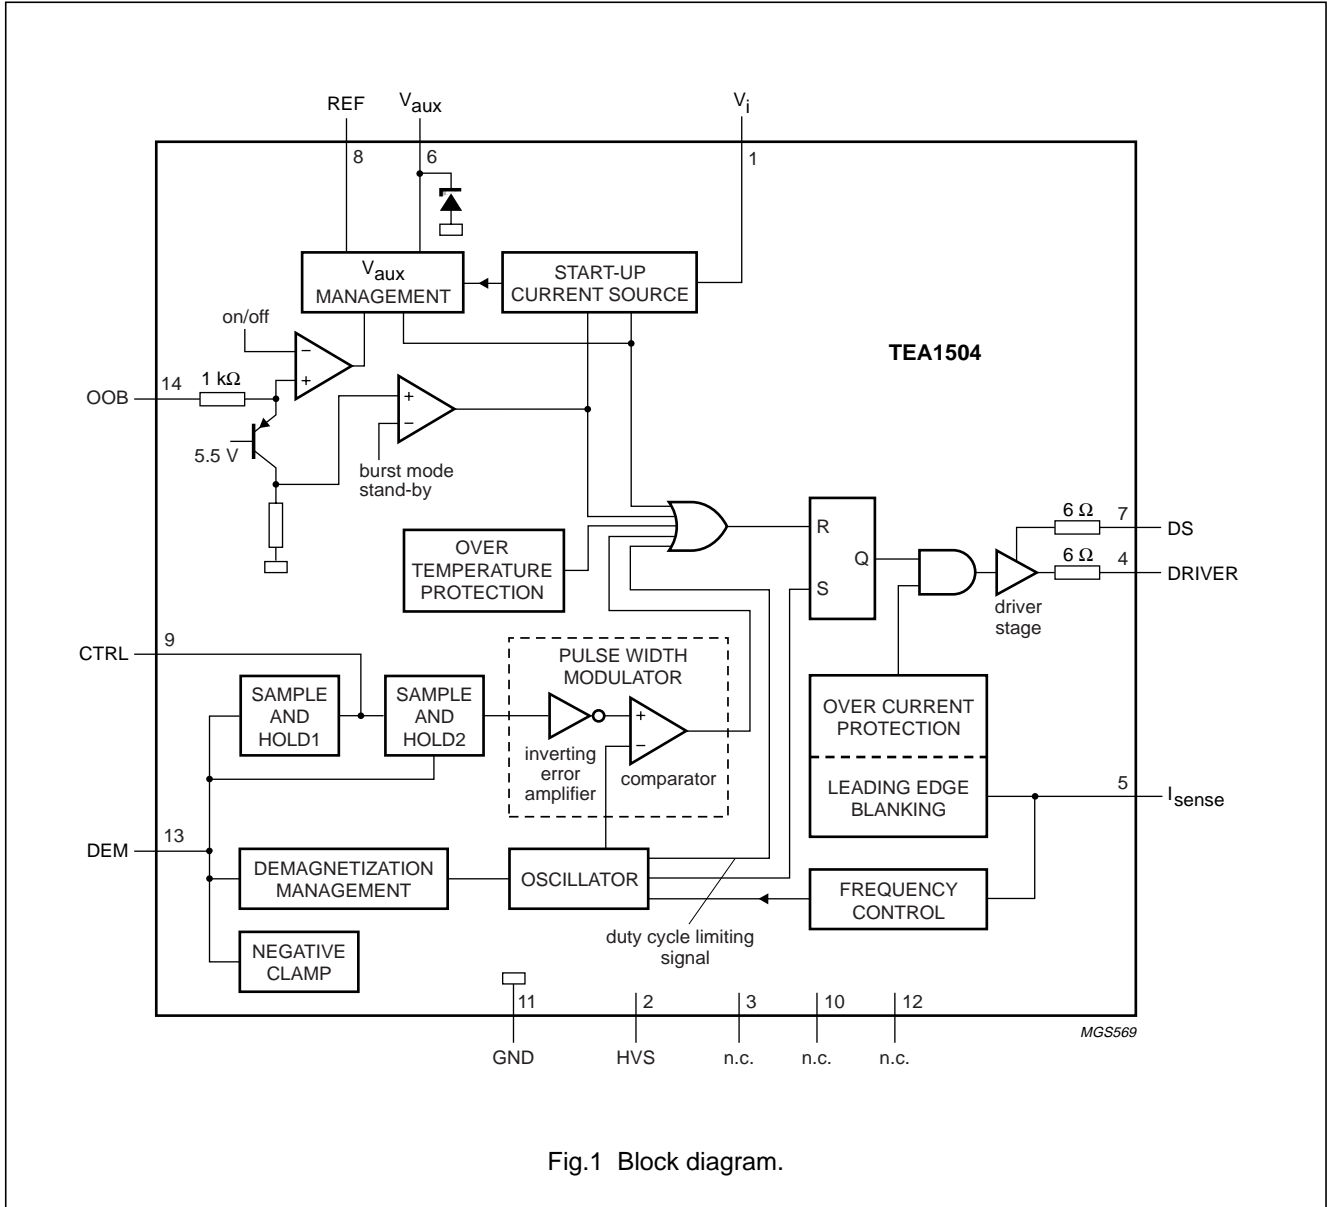 REF
Vaux
Vi
8
6
1
Vaux
MANAGEMENT
START-UP
CURRENT SOURCE
on/off
−
+
TEA1504
OOB
14
1 kΩ
+
−
5.5 V
burst mode
stand-by
OVER
TEMPERATURE
PROTECTION
R
Q
S
6 Ω
7
DS
6 Ω
4
DRIVER
driver
stage
CTRL
9
PULSE WIDTH
MODULATOR
SAMPLE
AND
HOLD1
SAMPLE
AND
HOLD2
+
−
inverting
error
amplifier
comparator
OVER CURRENT
PROTECTION
LEADING EDGE
BLANKING
5
Isense
DEM
13
DEMAGNETIZATION
MANAGEMENT
OSCILLATOR
FREQUENCY
CONTROL
duty cycle limiting
signal
NEGATIVE
CLAMP
11
2
3
10
12
GND
HVS
n.c.
n.c.
n.c.
MGS569
Fig.1 Block diagram.